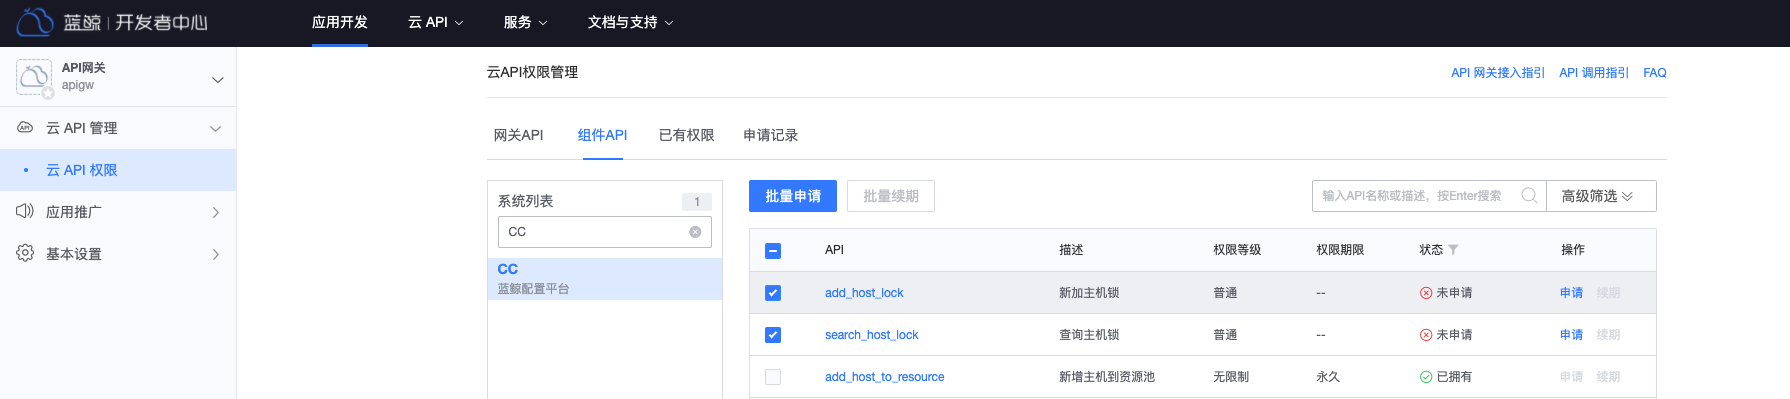 蓝鲸 | 开发者中心 应用开发 云 API 服务 文档与支持
API网关
apigw
云 API 管理
云 API 权限
应用推广
基本设置
云API权限管理 API 网关接入指引 API 调用指引 FAQ
网关API 组件API 已有权限 申请记录
系统列表 1
CC
CC
蓝鲸配置平台
批量申请 批量续期 输入API名称或描述，按Enter搜索 高级筛选
API 描述 权限等级 权限期限 状态 操作
add_host_lock 新加主机锁 普通 -- 未申请 申请 续期
search_host_lock 查询主机锁 普通 -- 未申请 申请 续期
add_host_to_resource 新增主机到资源池 无限制 永久 已拥有 申请 续期